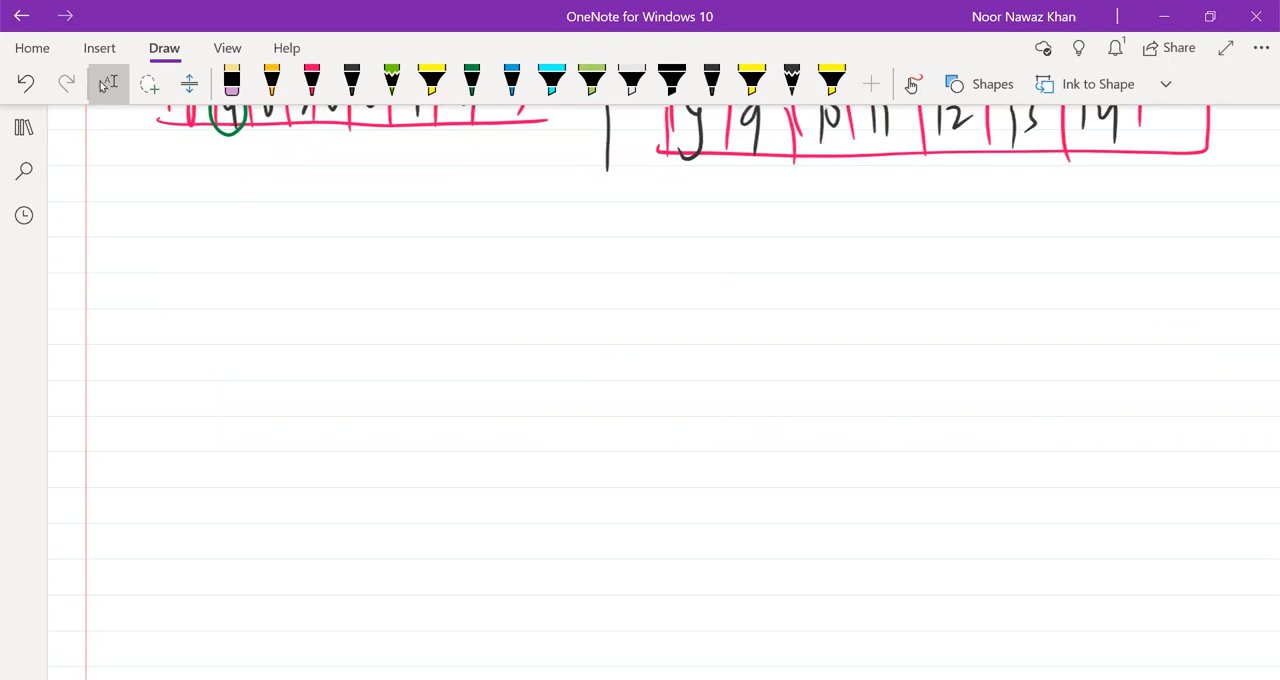 OneNote for Windows 10
Noor Nawaz Khan
Home Insert Draw View Help
1
Share
Shapes
Ink to Shape
y 9 10 11 12 13 14